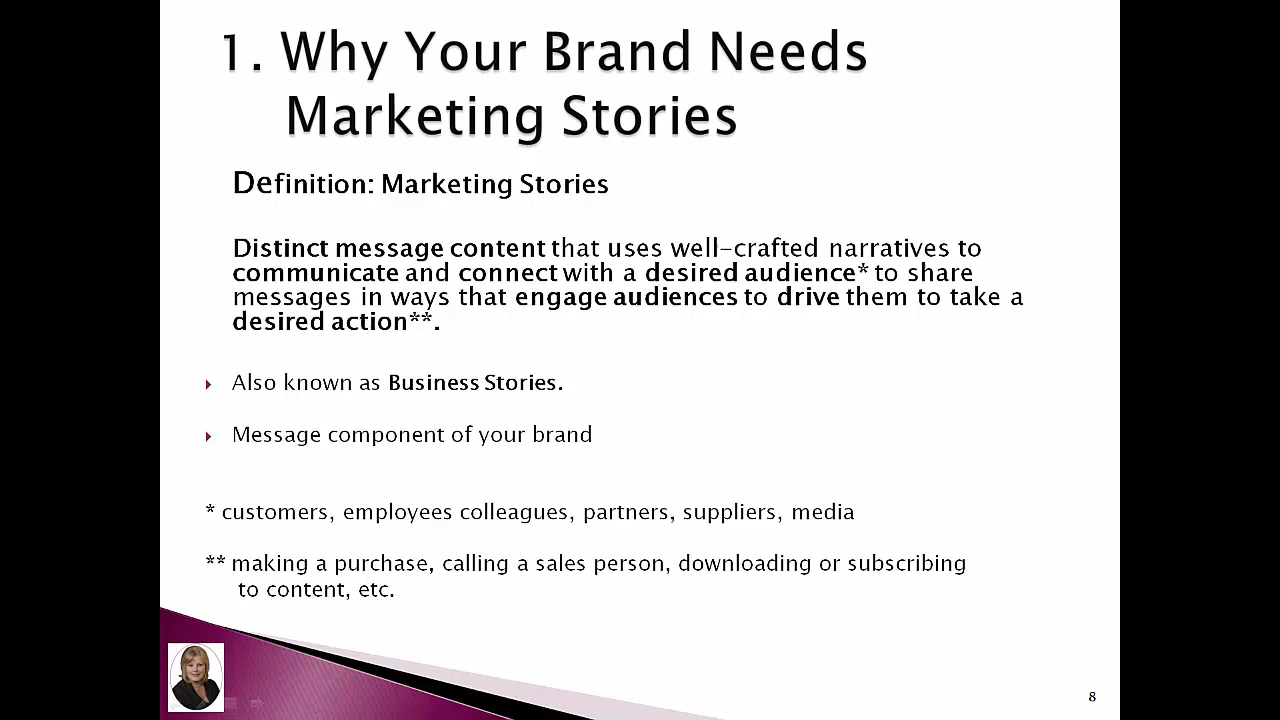 1. Why Your Brand Needs
Marketing Stories
Definition: Marketing Stories
Distinct message content that uses well-crafted narratives to
communicate and connect with a desired audience* to share
messages in ways that engage audiences to drive them to take a
desired action**.
Also known as Business Stories.
Message component of your brand
* customers, employees colleagues, partners, suppliers, media
** making a purchase, calling a sales person, downloading or subscribing
to content, etc.
8